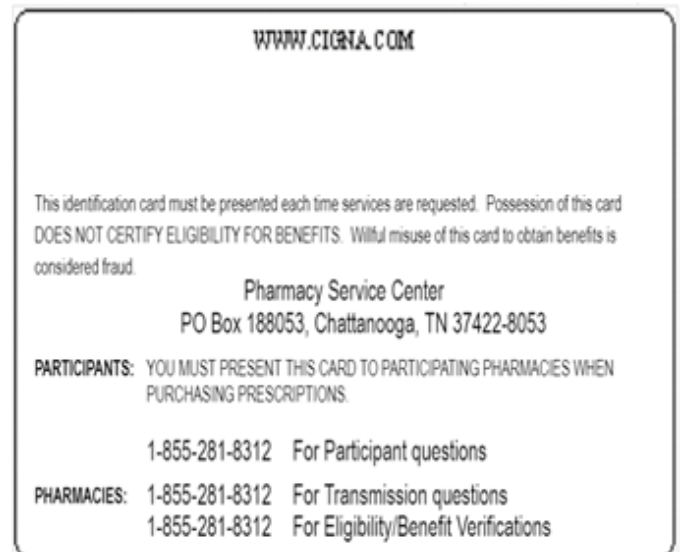 WWW.CIGNA.COM
This identification card must be presented each time services are requested. Possession of this card
DOES NOT CERTIFY ELIGIBILITY FOR BENEFITS. Willful misuse of this card to obtain benefits is
considered fraud.
Pharmacy Service Center
PO Box 188053, Chattanooga, TN 37422-8053
PARTICIPANTS: YOU MUST PRESENT THIS CARD TO PARTICIPATING PHARMACIES WHEN
PURCHASING PRESCRIPTIONS.
1-855-281-8312 For Participant questions
PHARMACIES: 1-855-281-8312 For Transmission questions
1-855-281-8312 For Eligibility/Benefit Verifications